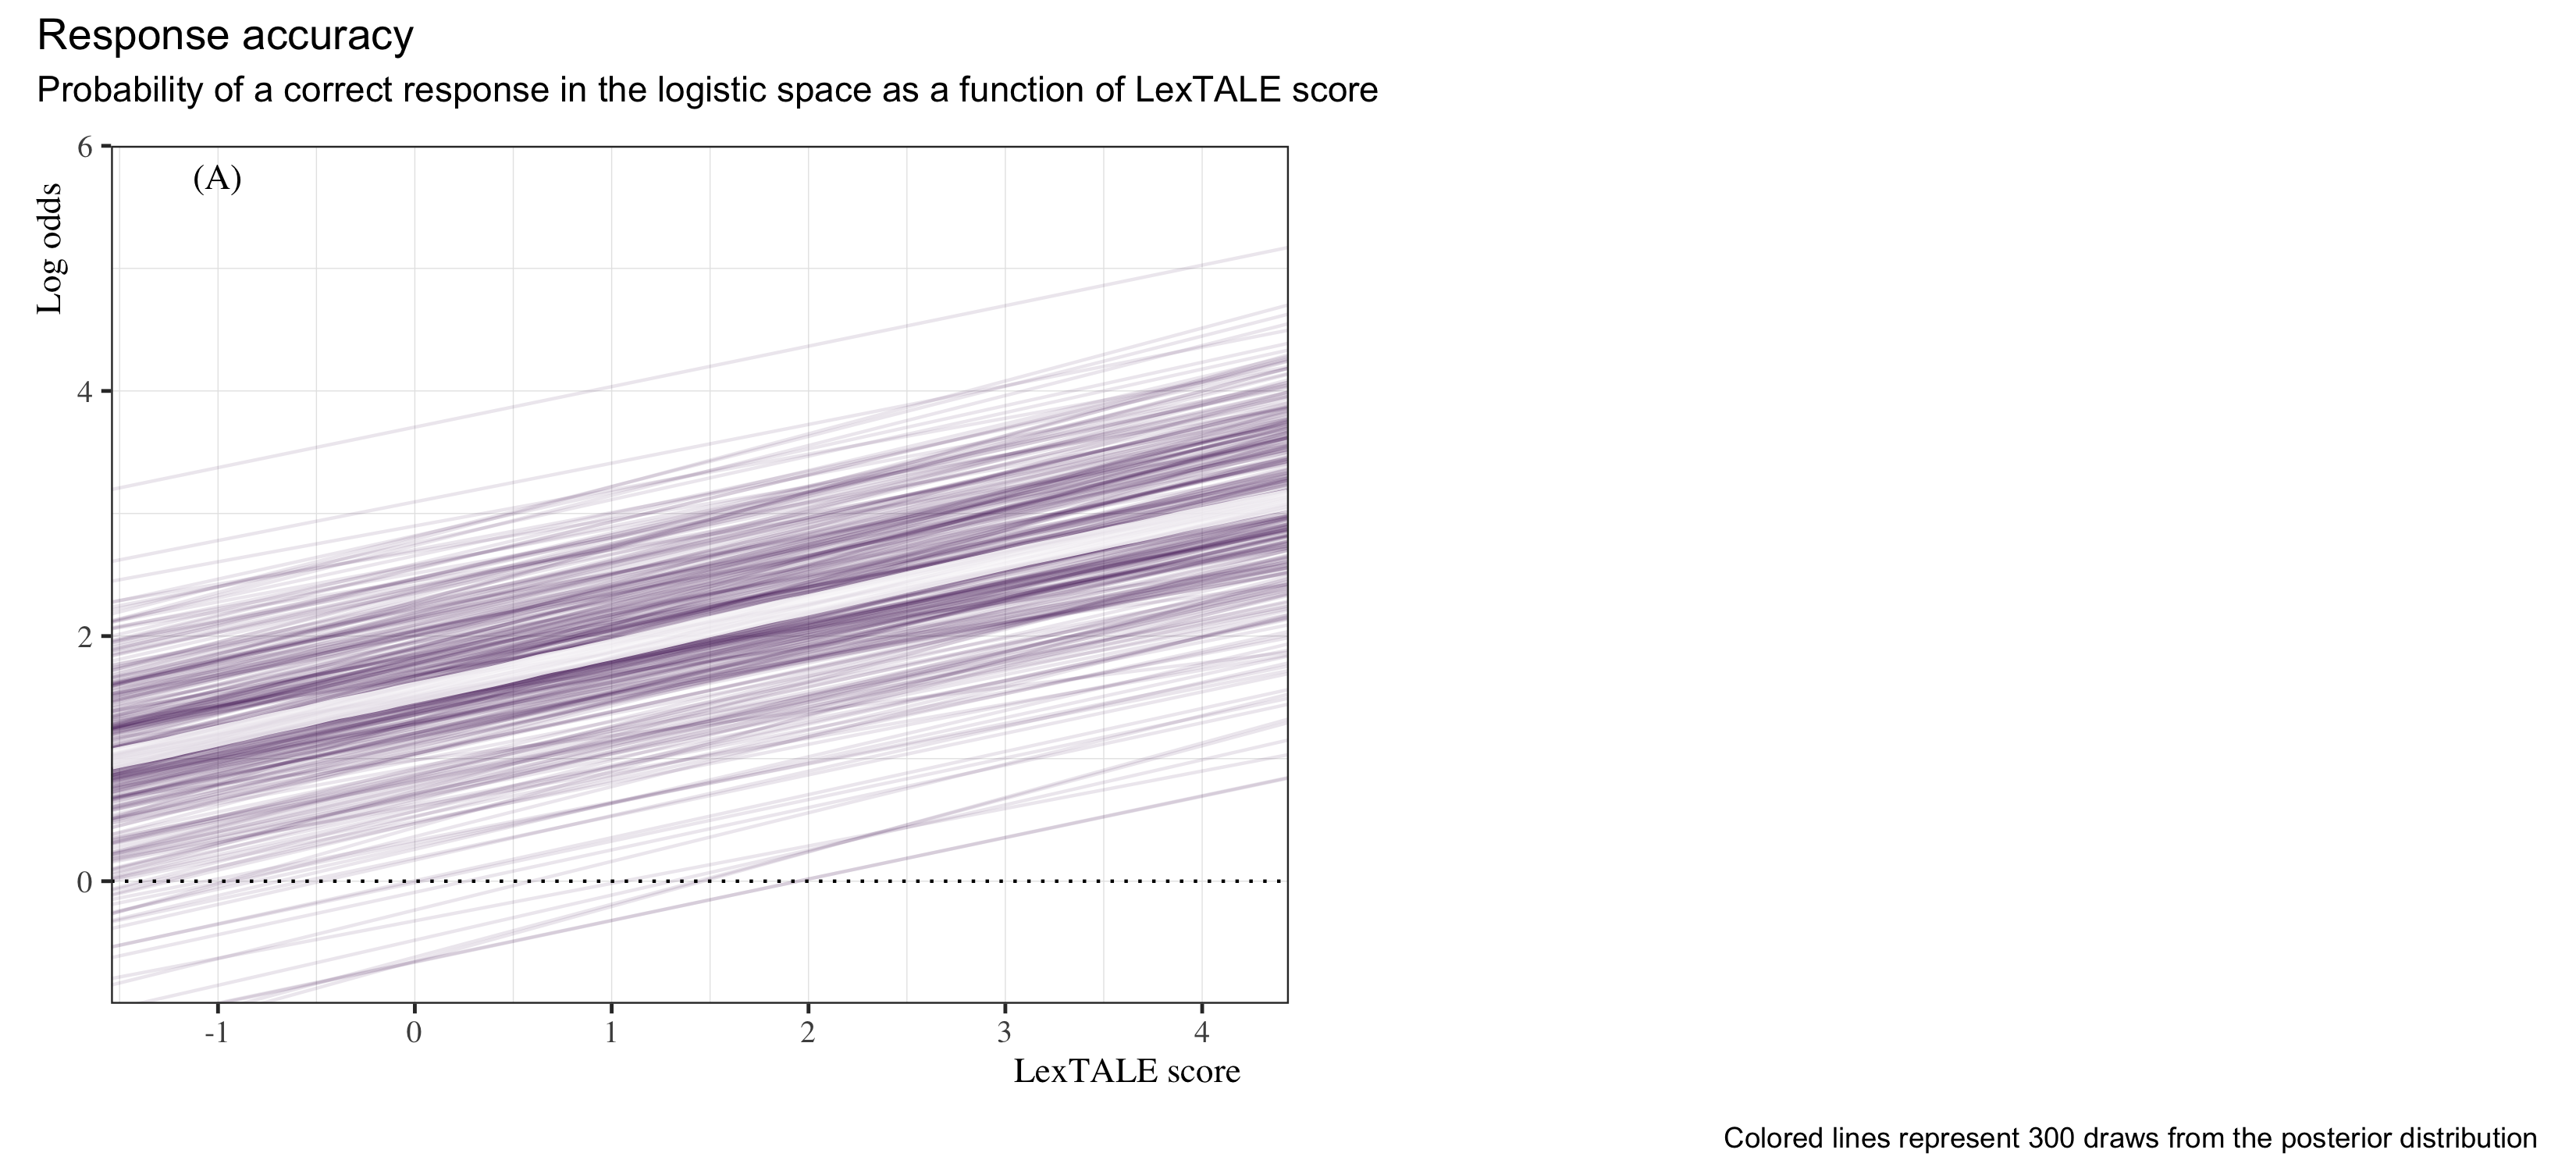 Response accuracy
Probability of a correct response in the logistic space as a function of LexTALE score
6
(A)
Log odds
4
2
0
-1 0 1 2 3 4
LexTALE score
Colored lines represent 300 draws from the posterior distribution